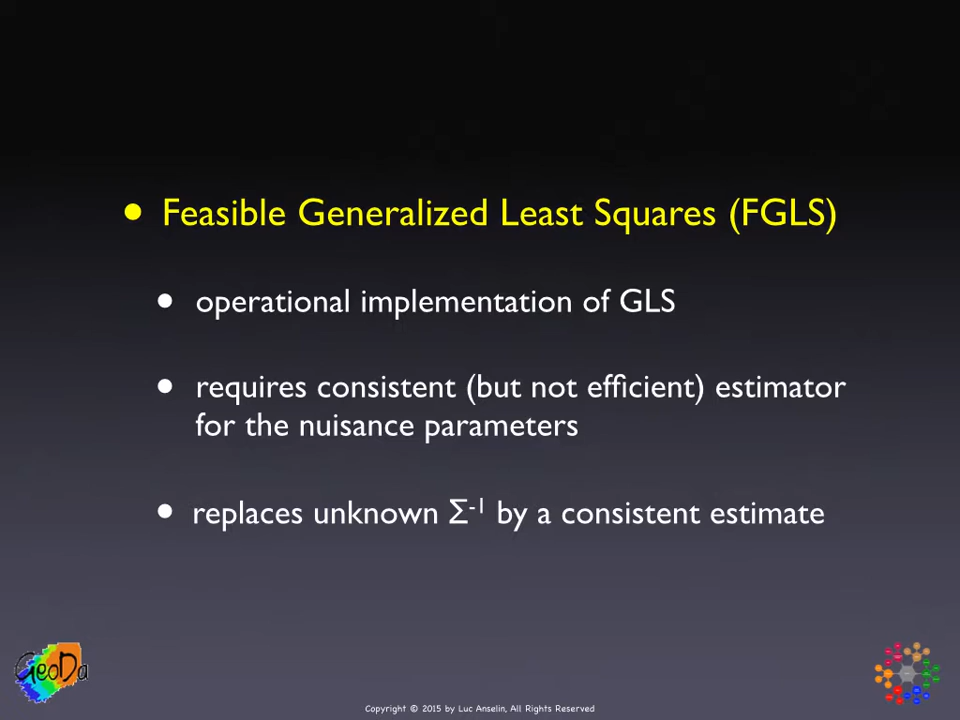 • Feasible Generalized Least Squares (FGLS)
• operational implementation of GLS
• requires consistent (but not efficient) estimator
for the nuisance parameters
• replaces unknown Σ⁻¹ by a consistent estimate
GeoDa
Copyright © 2015 by Luc Anselin, All Rights Reserved